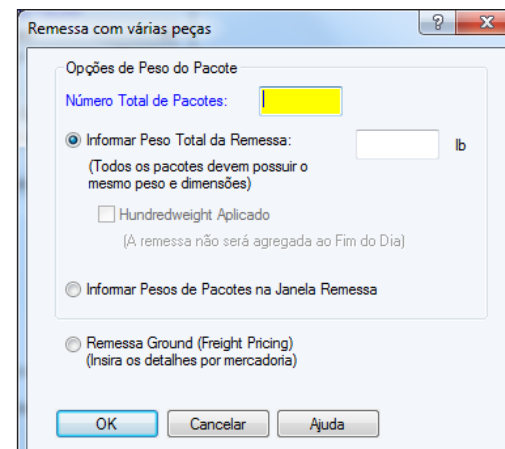 Remessa com várias peças
Opções de Peso do Pacote
Número Total de Pacotes:
Informar Peso Total da Remessa: lb
(Todos os pacotes devem possuir o
mesmo peso e dimensões)
Hundredweight Aplicado
(A remessa não será agregada ao Fim do Dia)
Informar Pesos de Pacotes na Janela Remessa
Remessa Ground (Freight Pricing)
(Insira os detalhes por mercadoria)
OK Cancelar Ajuda